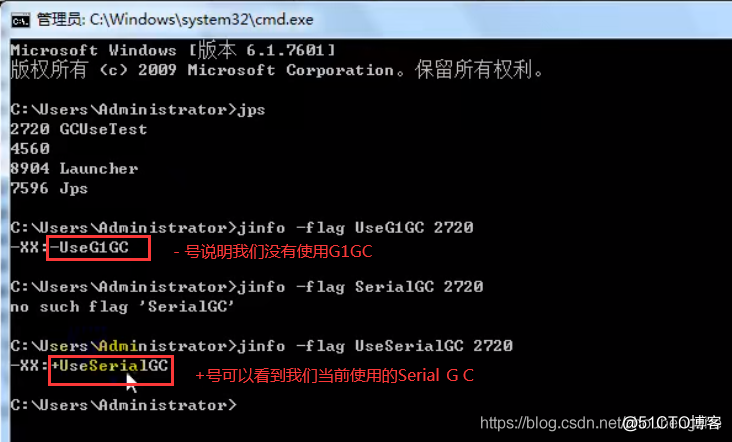 管理员: C:\Windows\system32\cmd.exe
Microsoft Windows [版本 6.1.7601]
版权所有 (c) 2009 Microsoft Corporation。保留所有权利。
C:\Users\Administrator>jps
2720 GCUseTest
4560
8904 Launcher
7596 Jps
C:\Users\Administrator>jinfo -flag UseG1GC 2720
-XX:-UseG1GC
- 号说明我们没有使用G1GC
C:\Users\Administrator>jinfo -flag SerialGC 2720
no such flag 'SerialGC'
C:\Users\Administrator>jinfo -flag UseSerialGC 2720
-XX:+UseSerialGC
+号可以看到我们当前使用的Serial G C
C:\Users\Administrator>
https://blog.csdn.net/
@51CTO博客